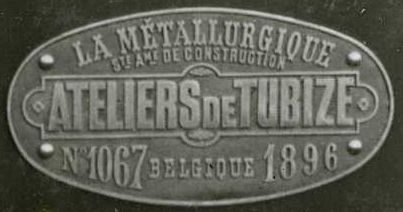 LA MÉTALLURGIQUE
STÉ AME DE CONSTRUCTION
ATELIERS DE TUBIZE
No 1067 BELGIQUE 1896